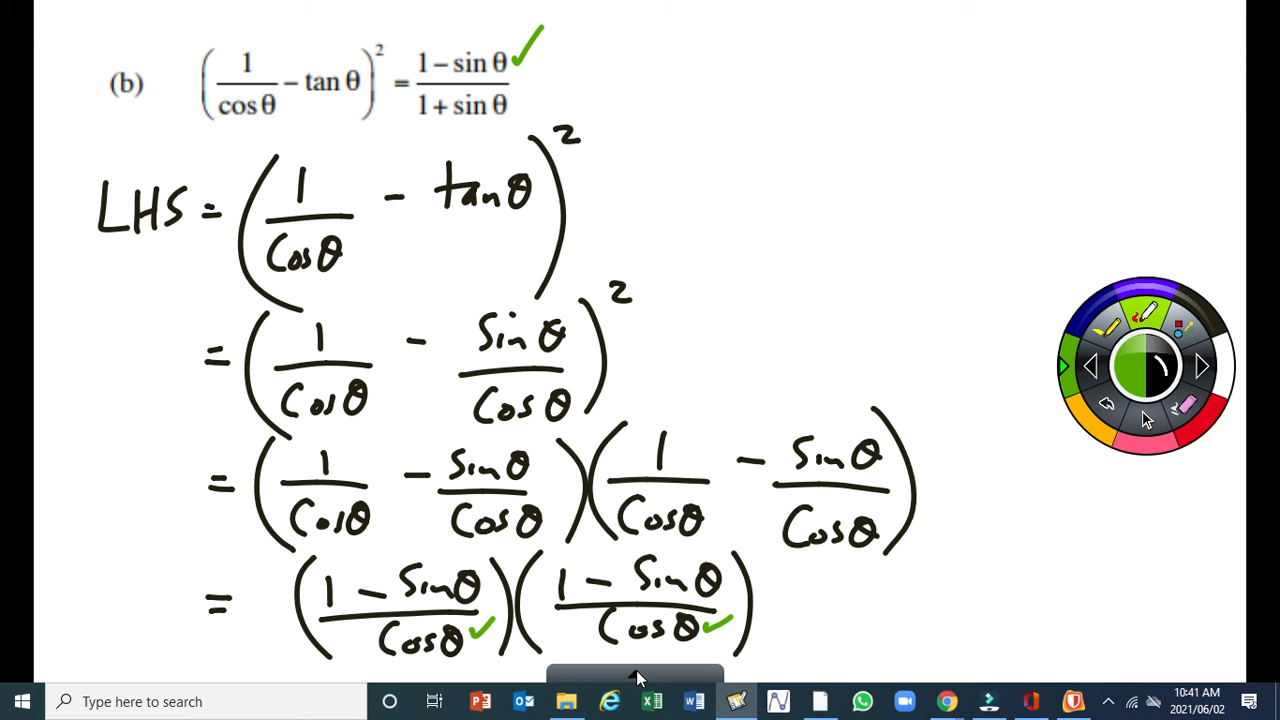 (b) (1/cosθ − tanθ)² = (1 − sinθ)/(1 + sinθ) ✓
LHS = (1/Cosθ − tanθ)²
= (1/Cosθ − Sinθ/Cosθ)²
= (1/Cosθ − Sinθ/Cosθ)(1/Cosθ − Sinθ/Cosθ)
= ((1 − Sinθ)/Cosθ ✓)((1 − Sinθ)/Cosθ ✓)
Type here to search
10:41 AM
2021/06/02